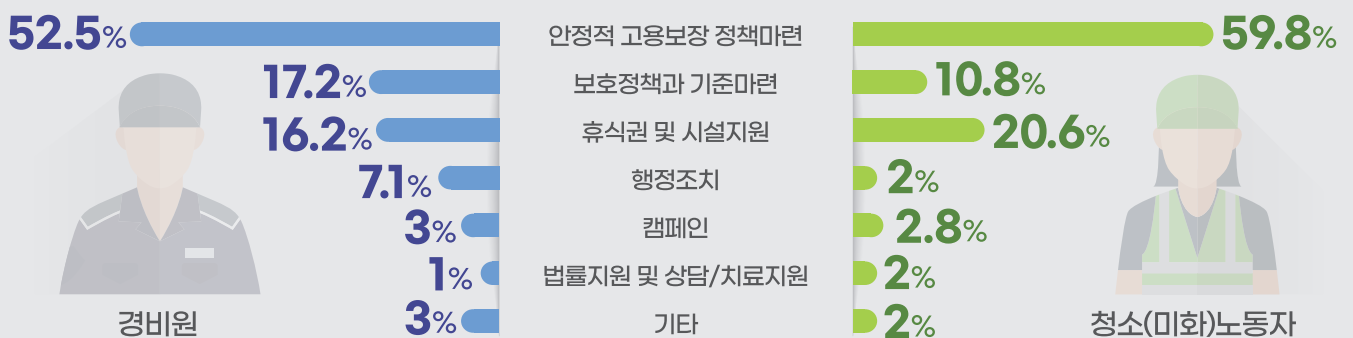 52.5% 안정적 고용보장 정책마련 59.8%
17.2% 보호정책과 기준마련 10.8%
16.2% 휴식권 및 시설지원 20.6%
7.1% 행정조치 2%
3% 캠페인 2.8%
1% 법률지원 및 상담/치료지원 2%
3% 기타 2%
경비원 청소(미화)노동자